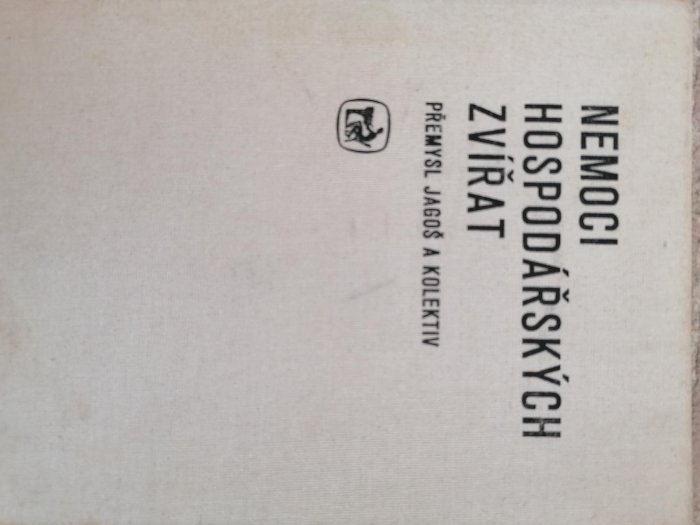 NEMOCI
HOSPODÁŘSKÝCH
ZVÍŘAT
PŘEMYSL JAGOŠ A KOLEKTIV